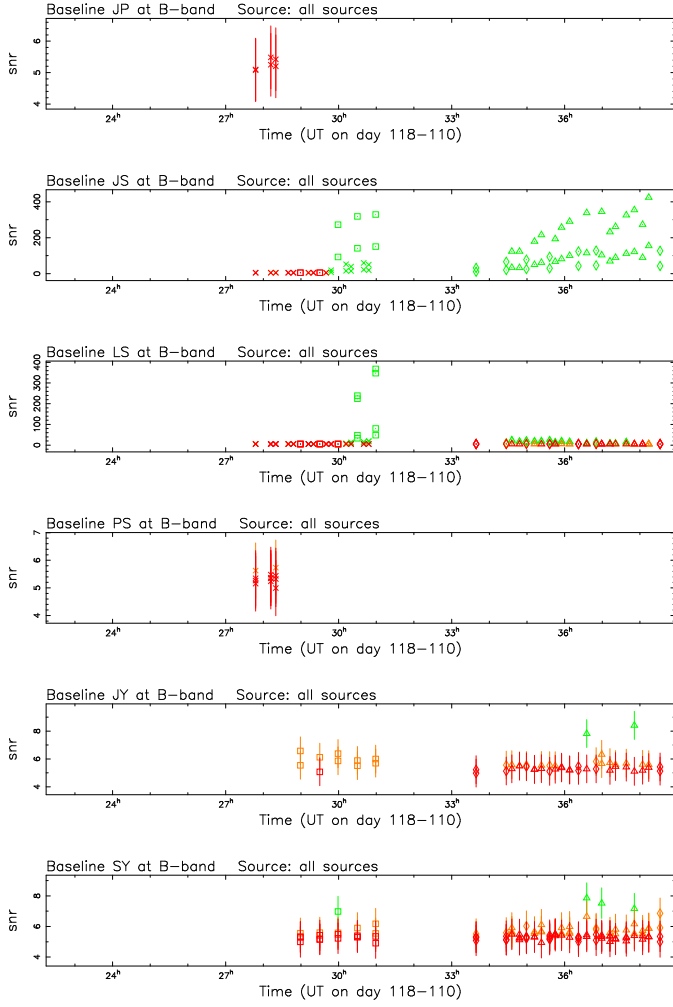 Baseline JP at B-band Source: all sources
snr
6
5
4
24h 27h 30h 33h 36h
Time (UT on day 118-110)
Baseline JS at B-band Source: all sources
snr
400
200
0
24h 27h 30h 33h 36h
Time (UT on day 118-110)
Baseline LS at B-band Source: all sources
snr
400
300
200
100
0
24h 27h 30h 33h 36h
Time (UT on day 118-110)
Baseline PS at B-band Source: all sources
snr
7
6
5
4
24h 27h 30h 33h 36h
Time (UT on day 118-110)
Baseline JY at B-band Source: all sources
snr
8
6
4
24h 27h 30h 33h 36h
Time (UT on day 118-110)
Baseline SY at B-band Source: all sources
snr
8
6
4
24h 27h 30h 33h 36h
Time (UT on day 118-110)